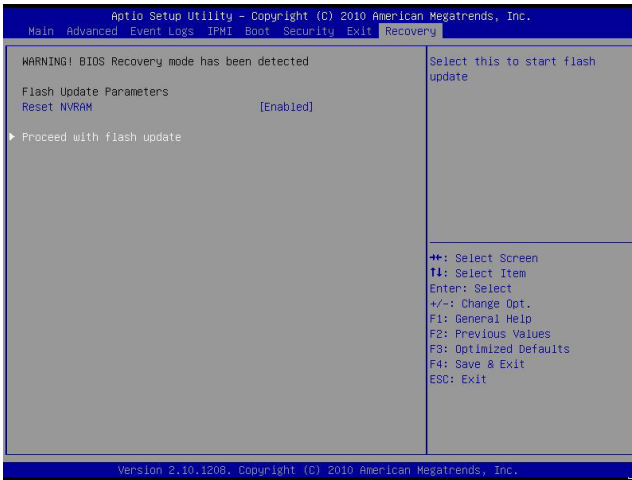 Aptio Setup Utility – Copyright (C) 2010 American Megatrends, Inc.
Main Advanced Event Logs IPMI Boot Security Exit Recovery
WARNING! BIOS Recovery mode has been detected
Flash Update Parameters
Reset NVRAM [Enabled]
▶ Proceed with flash update
Select this to start flash
update
→←: Select Screen
↑↓: Select Item
Enter: Select
+/-: Change Opt.
F1: General Help
F2: Previous Values
F3: Optimized Defaults
F4: Save & Exit
ESC: Exit
Version 2.10.1208. Copyright (C) 2010 American Megatrends, Inc.